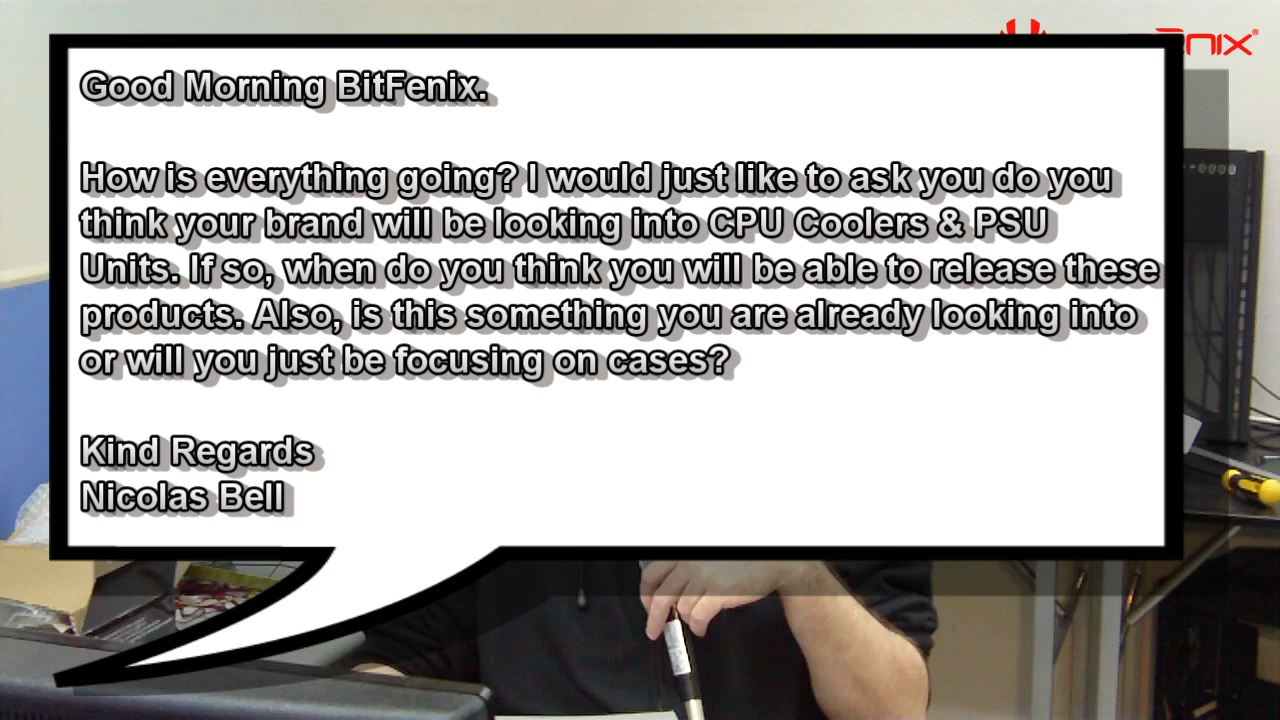 Good Morning BitFenix.
How is everything going? I would just like to ask you do you
think your brand will be looking into CPU Coolers & PSU
Units. If so, when do you think you will be able to release these
products. Also, is this something you are already looking into
or will you just be focusing on cases?
Kind Regards
Nicolas Bell